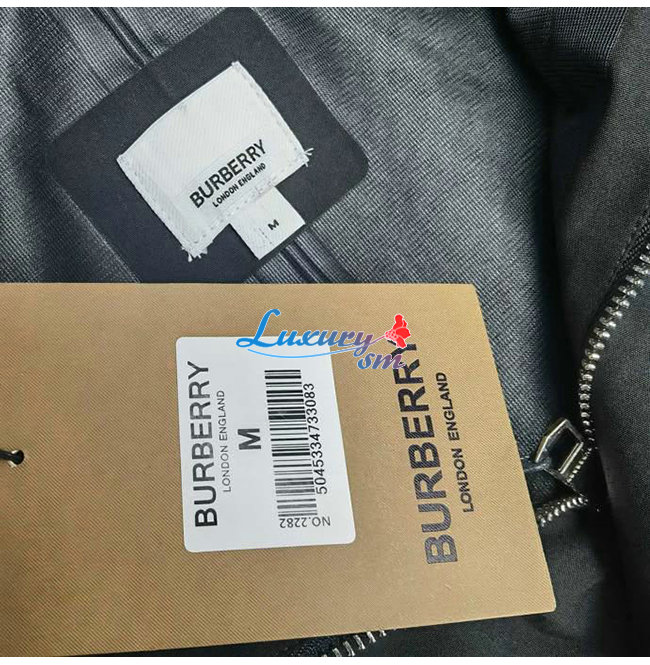 BURBERRY
LONDON ENGLAND
M
Luxury
sm
BURBERRY
LONDON ENGLAND
M
5045334733083
NO.2282
BURBERRY
LONDON ENGLAND